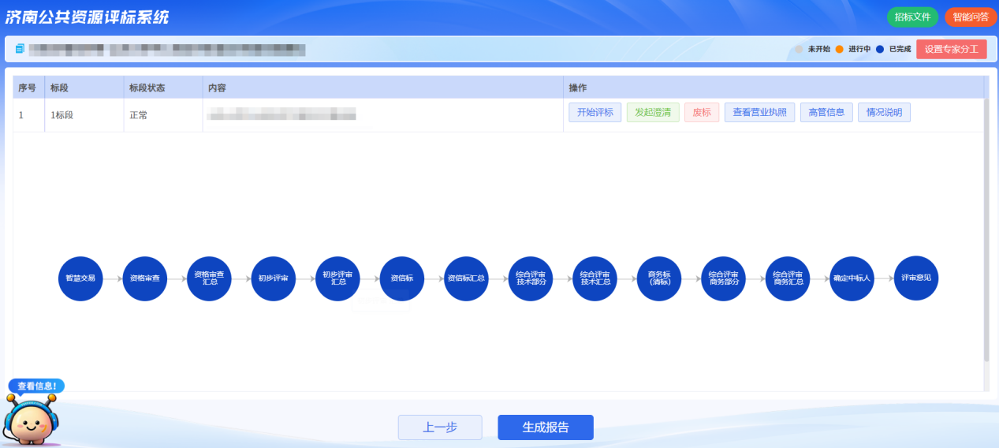 济南公共资源评标系统
招标文件 智能问答
未开始 进行中 已完成 设置专家分工
序号 标段 标段状态 内容 操作
1 1标段 正常 开始评标 发起澄清 废标 查看营业执照 高管信息 情况说明
智慧交易
资格审查
资格审查
汇总
初步评审
初步评审
汇总
资信标
资信标汇总
综合评审
技术部分
综合评审
技术汇总
商务标
(清标)
综合评审
商务部分
综合评审
商务汇总
确定中标人
评审意见
查看信息!
上一步 生成报告